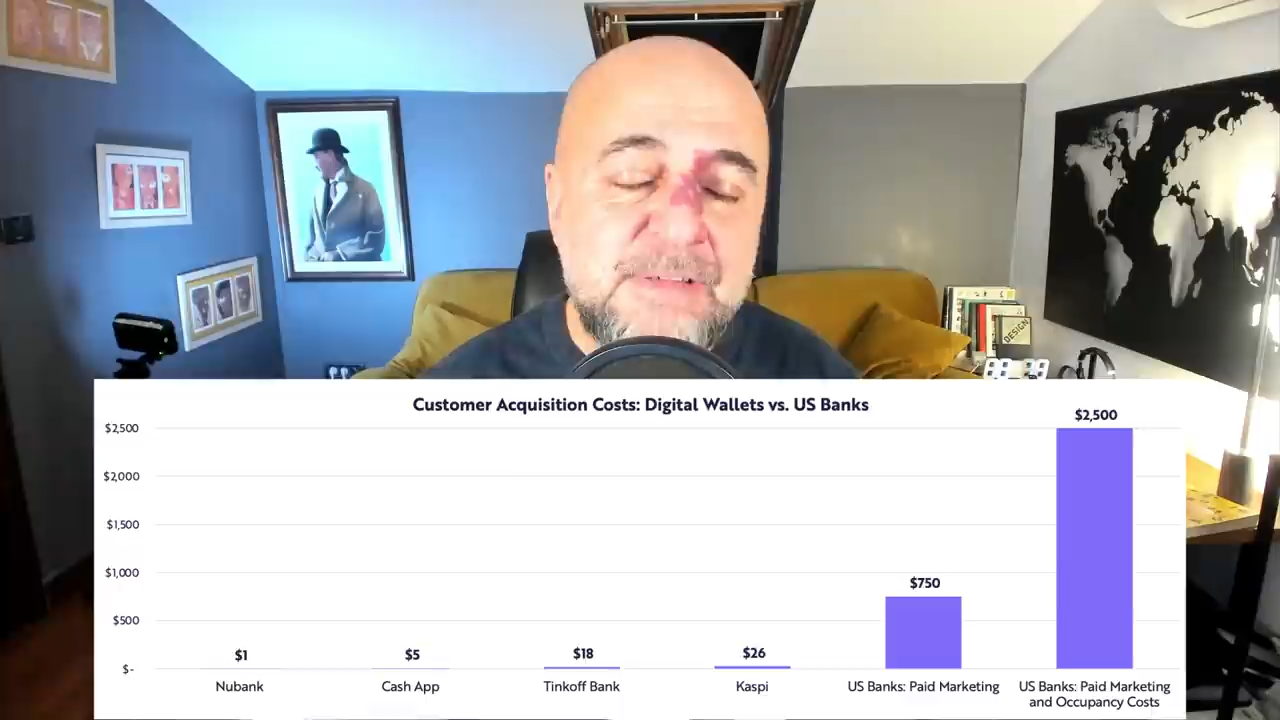 DESIGN
Customer Acquisition Costs: Digital Wallets vs. US Banks
$2,500
$2,500
$2,000
$1,500
$1,000
$500
$-
$1
$5
$18
$26
$750
Nubank
Cash App
Tinkoff Bank
Kaspi
US Banks: Paid Marketing
US Banks: Paid Marketing
and Occupancy Costs